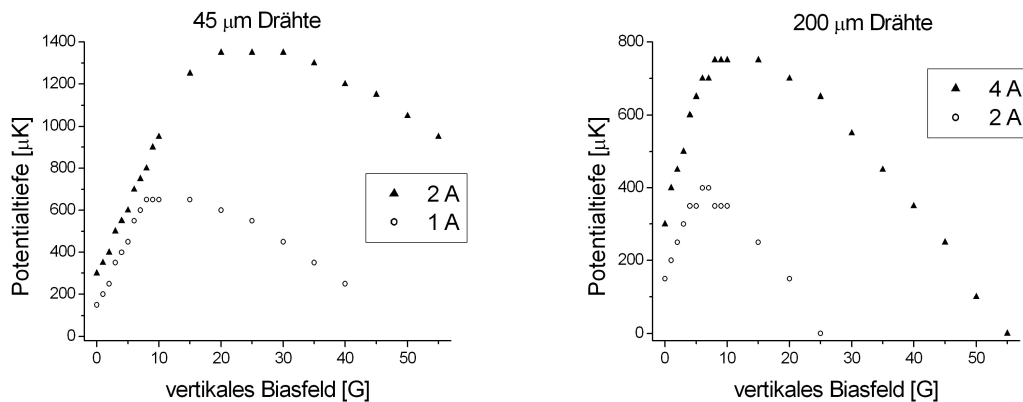 45 μm Drähte
Potentialtiefe [μK]
1400
1200
1000
800
600
400
200
0
2 A
1 A
0 10 20 30 40 50
vertikales Biasfeld [G]
200 μm Drähte
Potentialtiefe [μK]
800
600
400
200
0
4 A
2 A
0 10 20 30 40 50
vertikales Biasfeld [G]